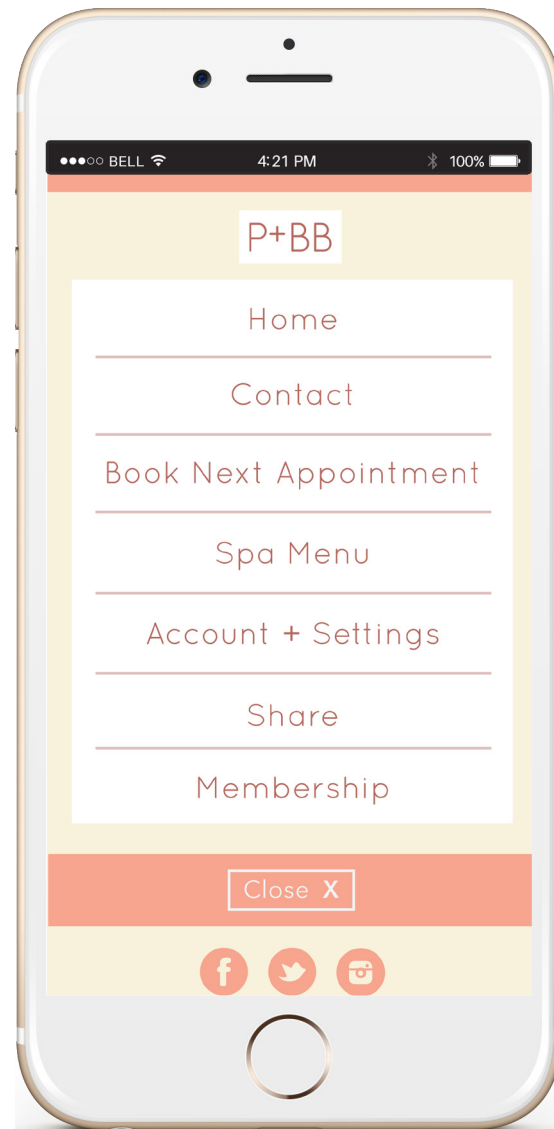 BELL 4:21 PM 100%
P+BB
Home
Contact
Book Next Appointment
Spa Menu
Account + Settings
Share
Membership
Close X